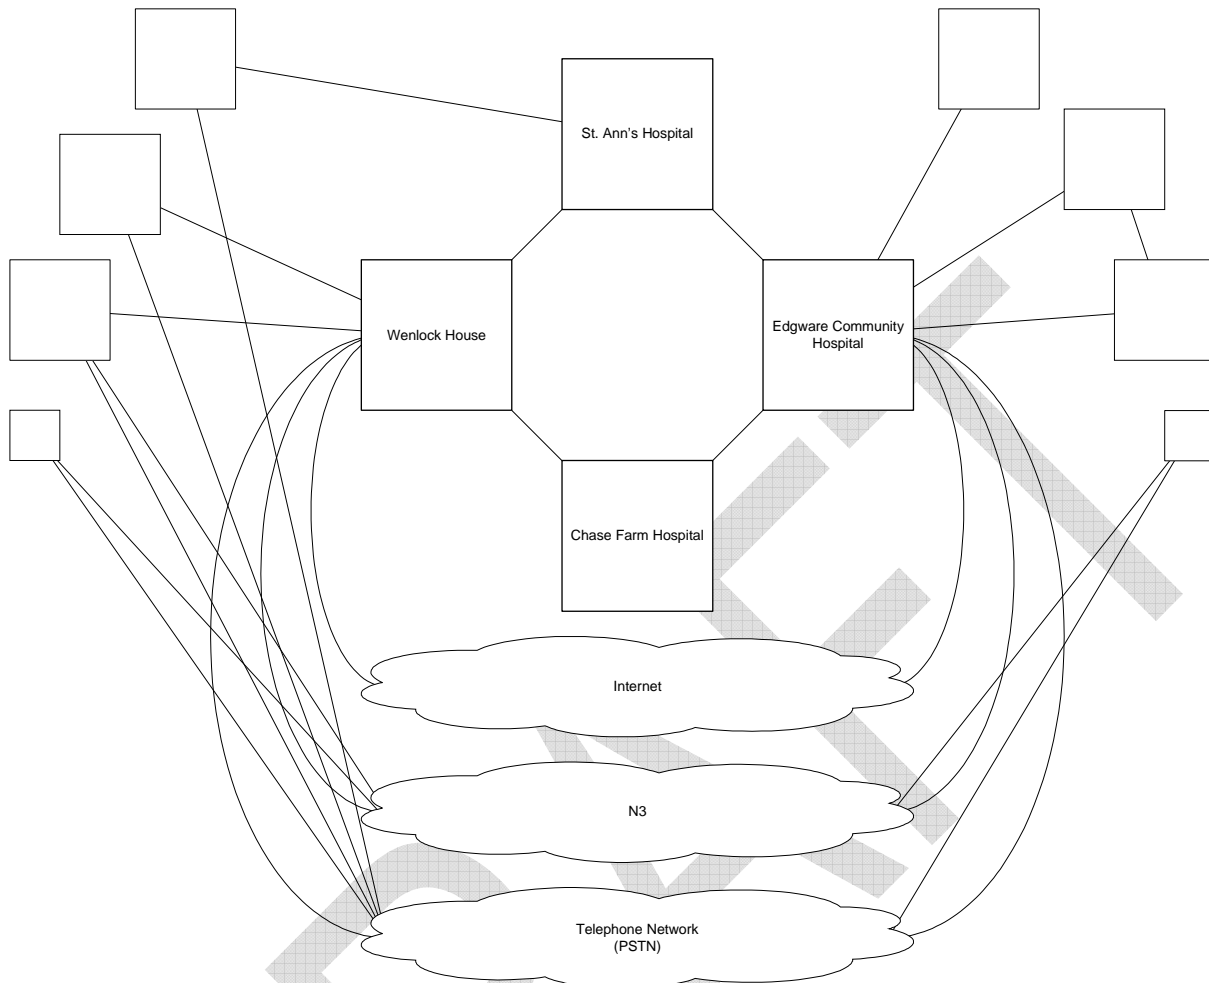 St. Ann's Hospital
Wenlock House
Edgware Community
Hospital
Chase Farm Hospital
Internet
N3
Telephone Network
(PSTN)